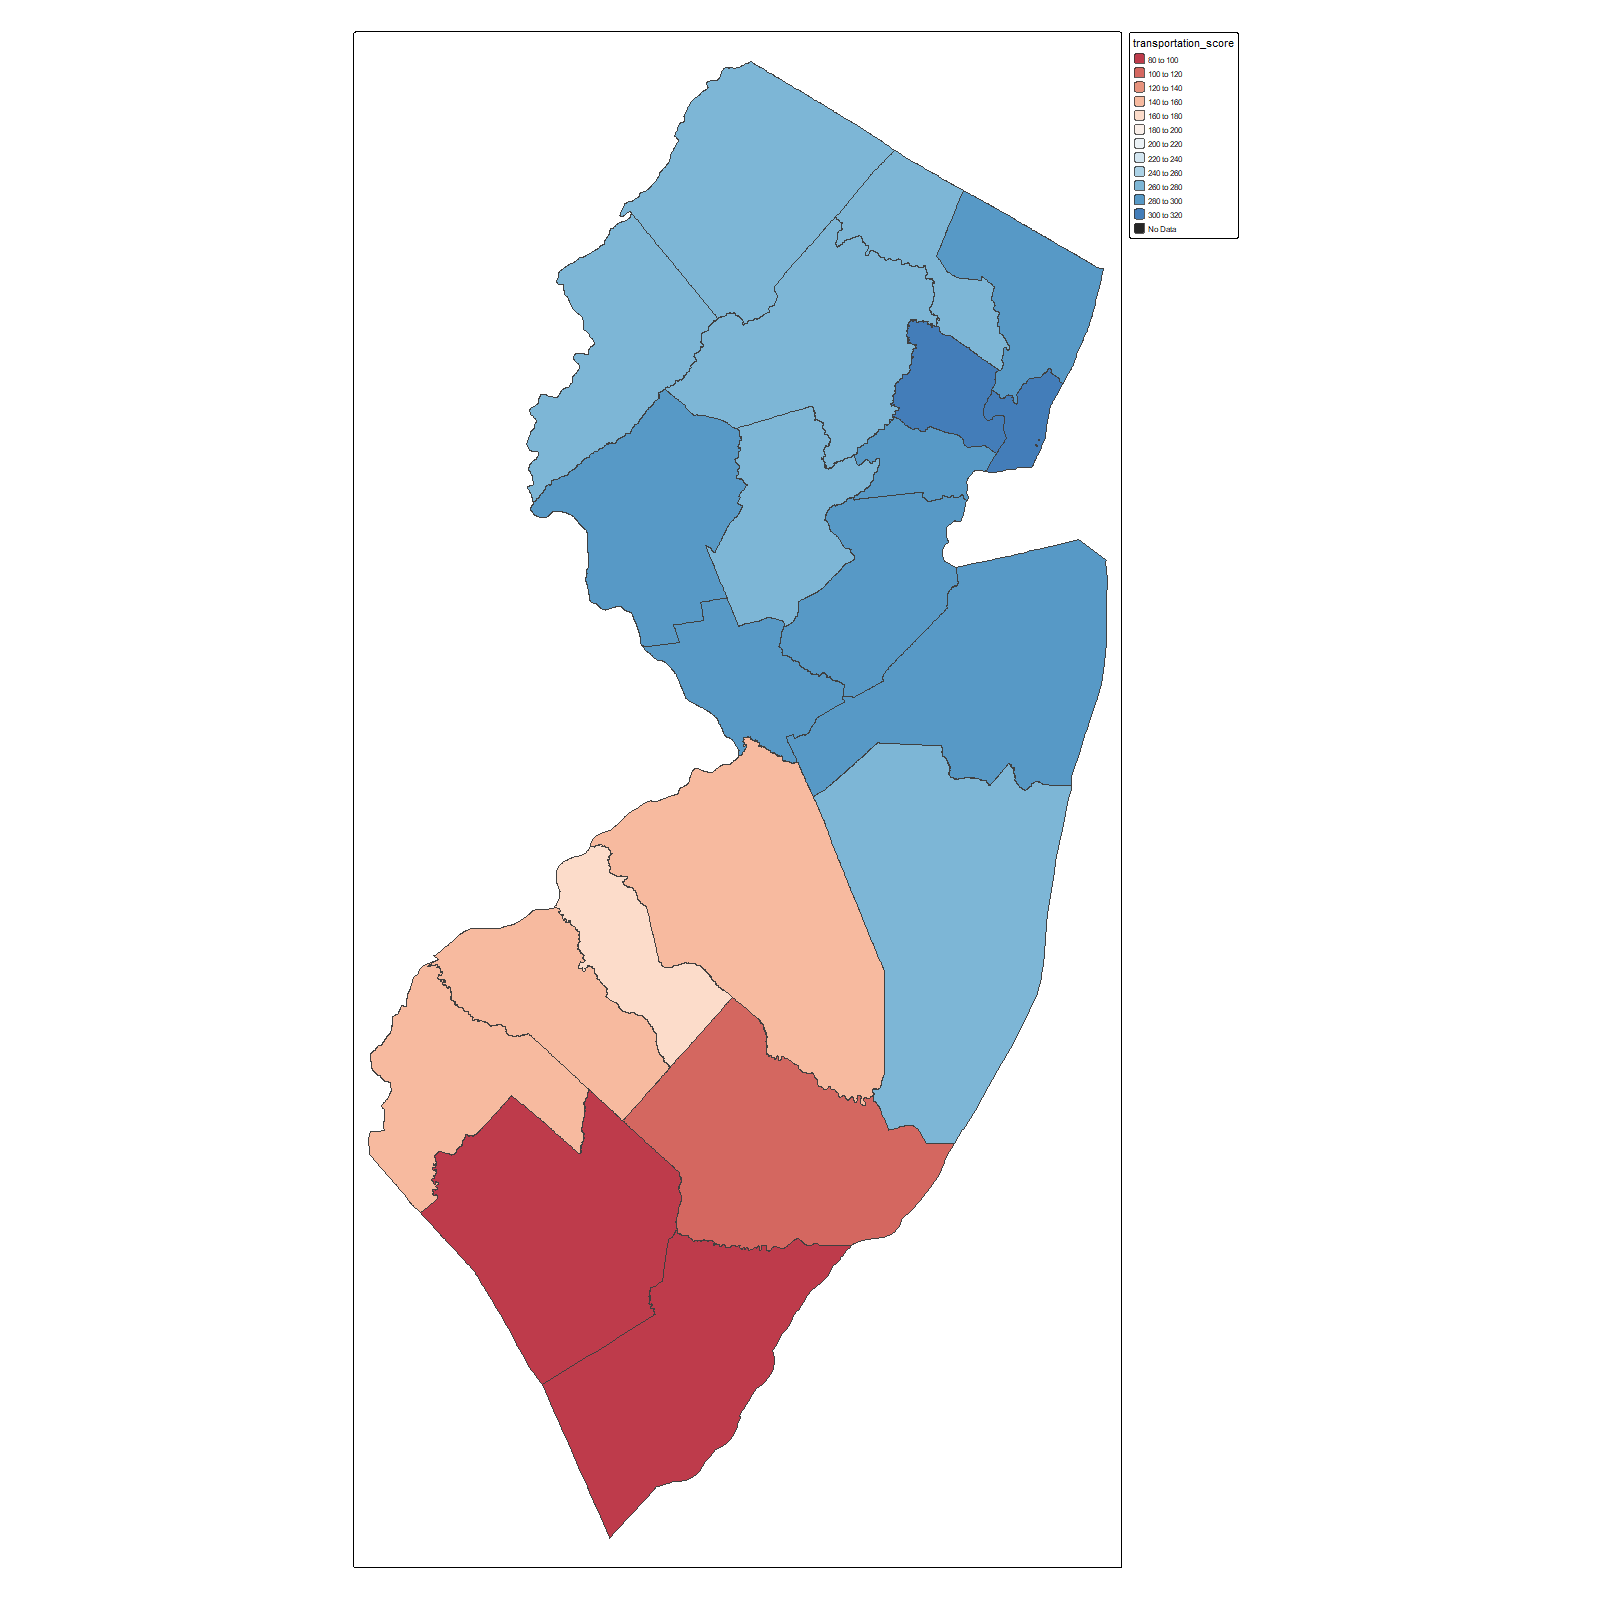 transportation_score
80 to 100
100 to 120
120 to 140
140 to 160
160 to 180
180 to 200
200 to 220
220 to 240
240 to 260
260 to 280
280 to 300
300 to 320
No Data